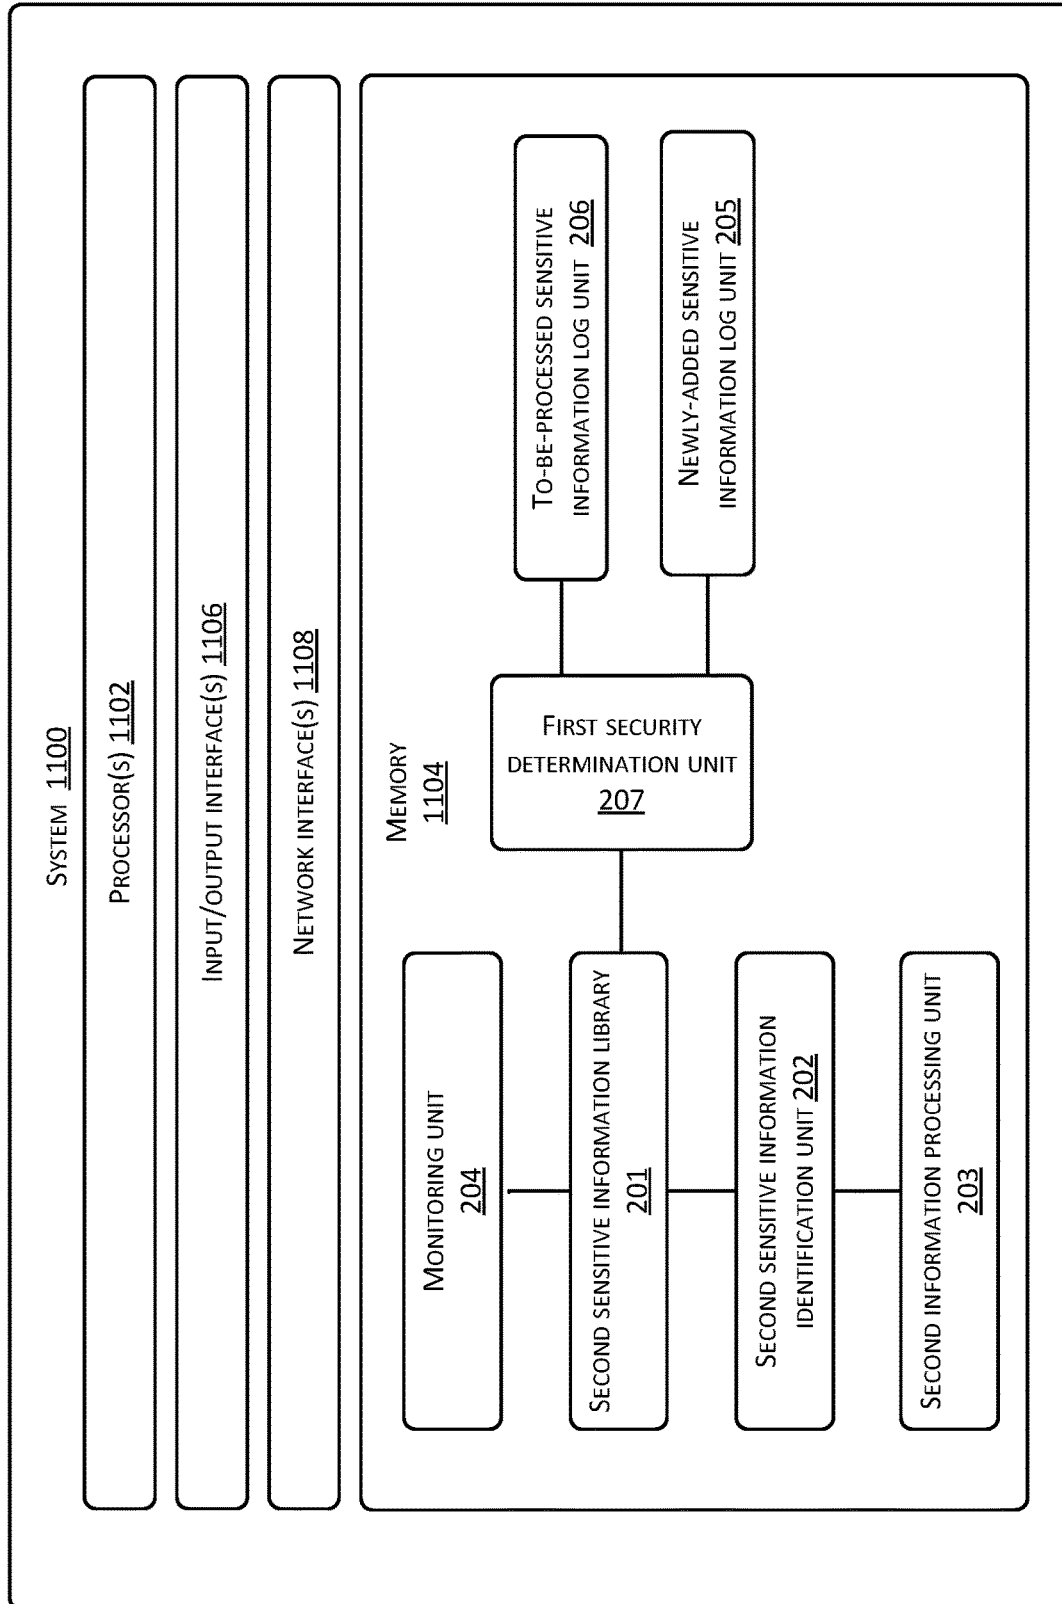 SYSTEM 1100
PROCESSOR(S) 1102
INPUT/OUTPUT INTERFACE(S) 1106
NETWORK INTERFACE(S) 1108
MEMORY
1104
MONITORING UNIT
204
SECOND SENSITIVE INFORMATION LIBRARY
201
SECOND SENSITIVE INFORMATION
IDENTIFICATION UNIT 202
SECOND INFORMATION PROCESSING UNIT
203
FIRST SECURITY
DETERMINATION UNIT
207
TO-BE-PROCESSED SENSITIVE
INFORMATION LOG UNIT 206
NEWLY-ADDED SENSITIVE
INFORMATION LOG UNIT 205